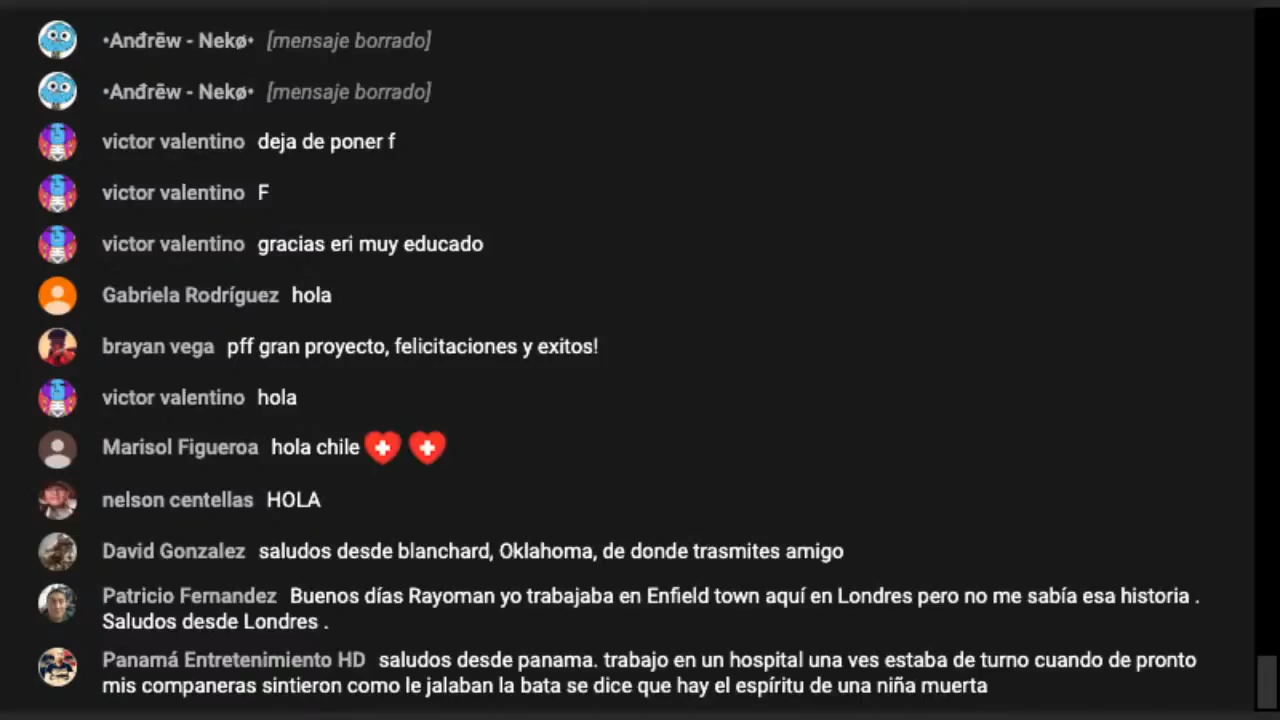 •Anđrēw - Nekø• [mensaje borrado]
•Anđrēw - Nekø• [mensaje borrado]
victor valentino deja de poner f
victor valentino F
victor valentino gracias eri muy educado
Gabriela Rodríguez hola
brayan vega pff gran proyecto, felicitaciones y exitos!
victor valentino hola
Marisol Figueroa hola chile
nelson centellas HOLA
David Gonzalez saludos desde blanchard, Oklahoma, de donde trasmites amigo
Patricio Fernandez Buenos días Rayoman yo trabajaba en Enfield town aquí en Londres pero no me sabía esa historia .
Saludos desde Londres .
Panamá Entretenimiento HD saludos desde panama. trabajo en un hospital una ves estaba de turno cuando de pronto
mis companeras sintieron como le jalaban la bata se dice que hay el espíritu de una niña muerta